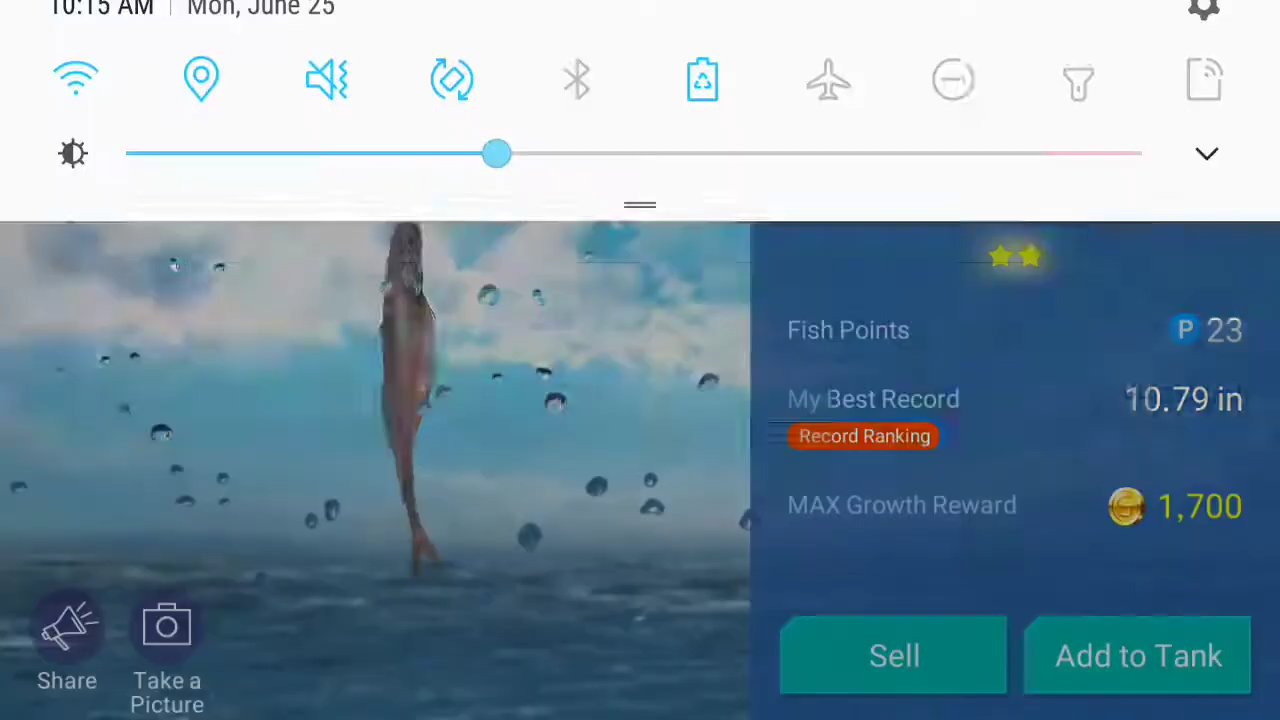 10:15 AM | Mon, June 25
Fish Points
P 23
My Best Record
10.79 in
Record Ranking
MAX Growth Reward
1,700
Share
Take a
Picture
Sell
Add to Tank